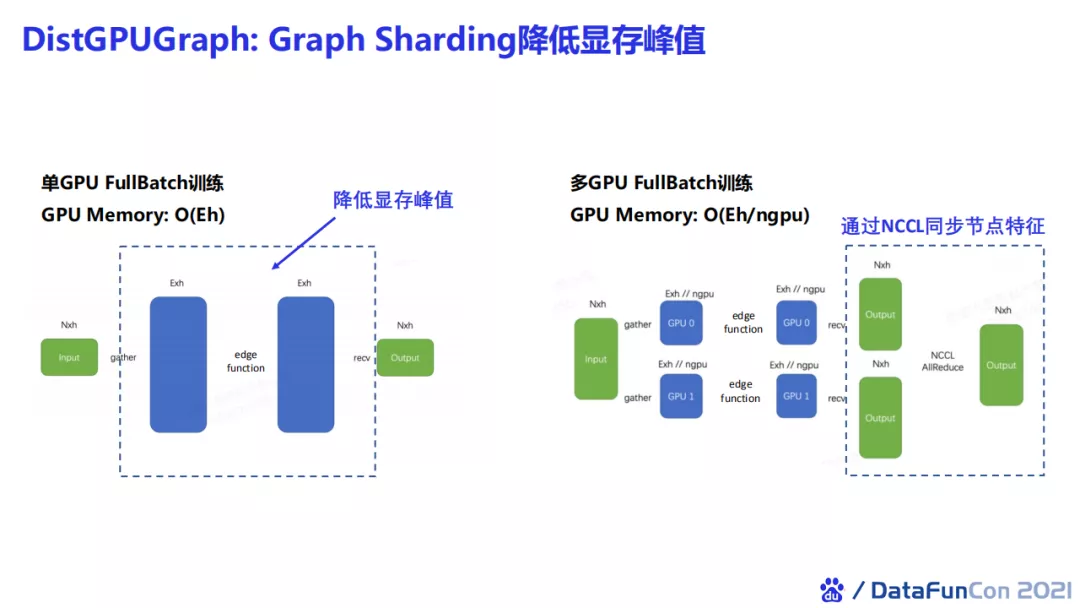 DistGPUGraph: Graph Sharding降低显存峰值
单GPU FullBatch训练
GPU Memory: O(Eh)
降低显存峰值
Exh
Exh
Nxh
Input
gather
edge
function
recv
Nxh
Output
多GPU FullBatch训练
GPU Memory: O(Eh/ngpu)
通过NCCL同步节点特征
Nxh
Input
gather
Exh // ngpu
GPU 0
edge
function
Exh // ngpu
GPU 0
recv
Nxh
Output
gather
Exh // ngpu
GPU 1
edge
function
Exh // ngpu
GPU 1
recv
Nxh
Output
NCCL
AllReduce
Nxh
Output
du / DataFunCon 2021